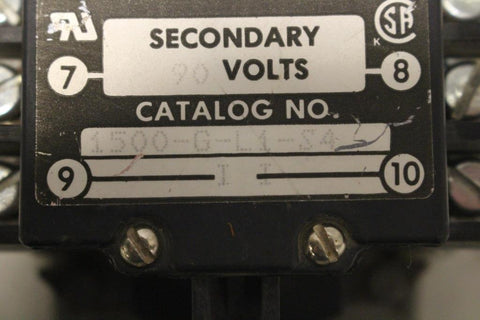 SECONDARY
7 90 VOLTS 8
CATALOG NO.
1500-G-L1-S4
9 I I 10